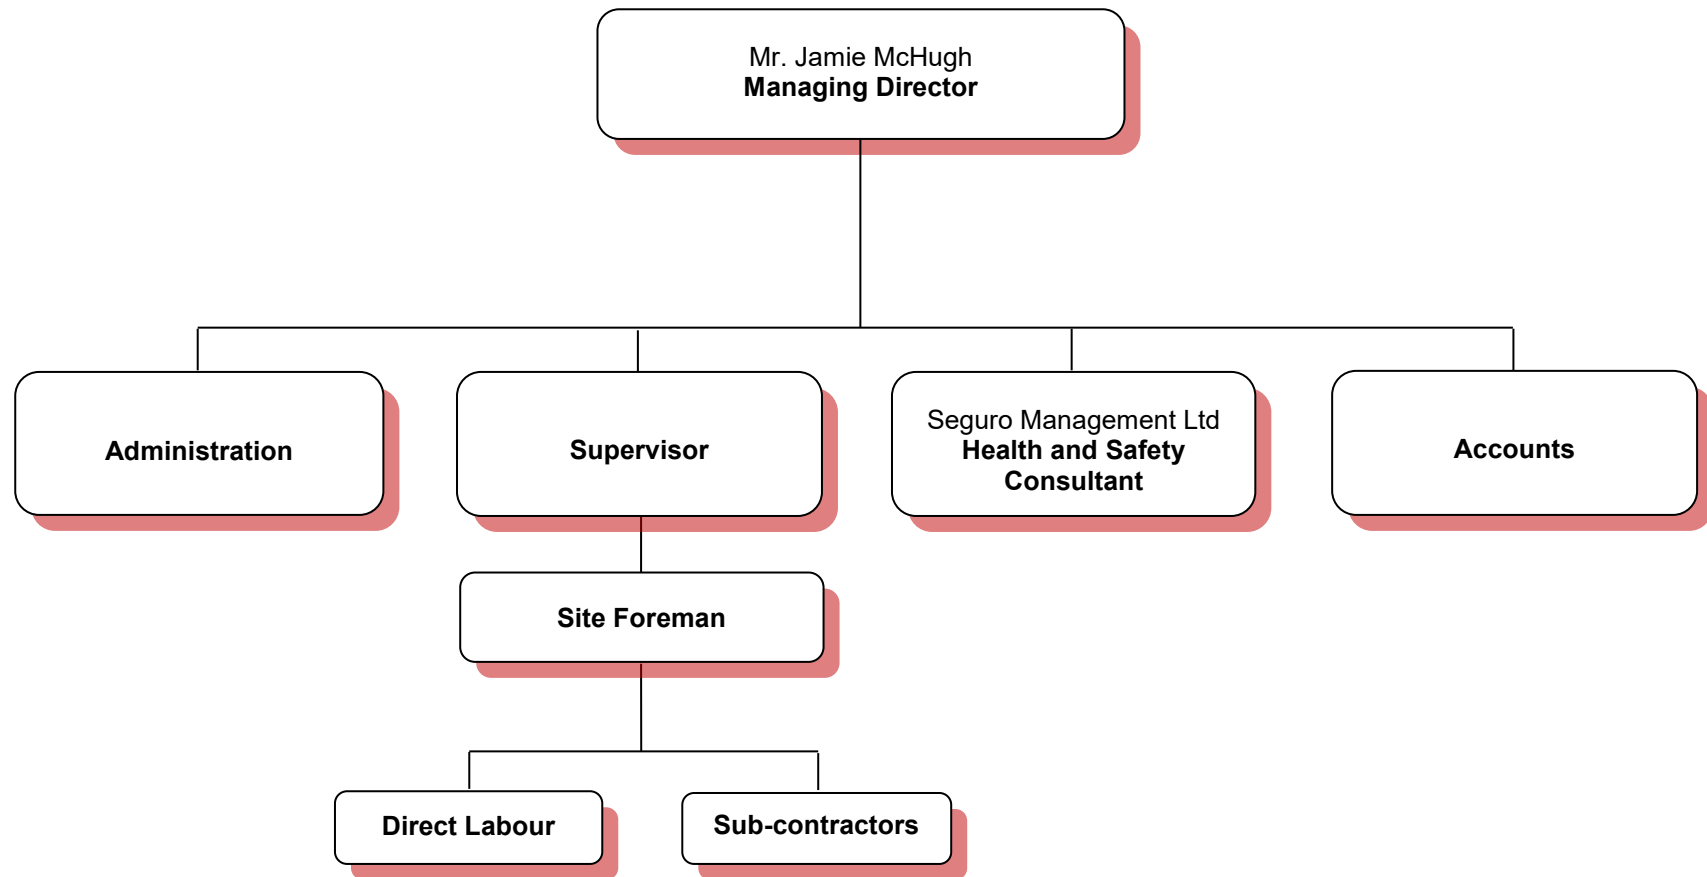 Mr. Jamie McHugh
Managing Director
Administration
Supervisor
Seguro Management Ltd
Health and Safety
Consultant
Accounts
Site Foreman
Direct Labour
Sub-contractors